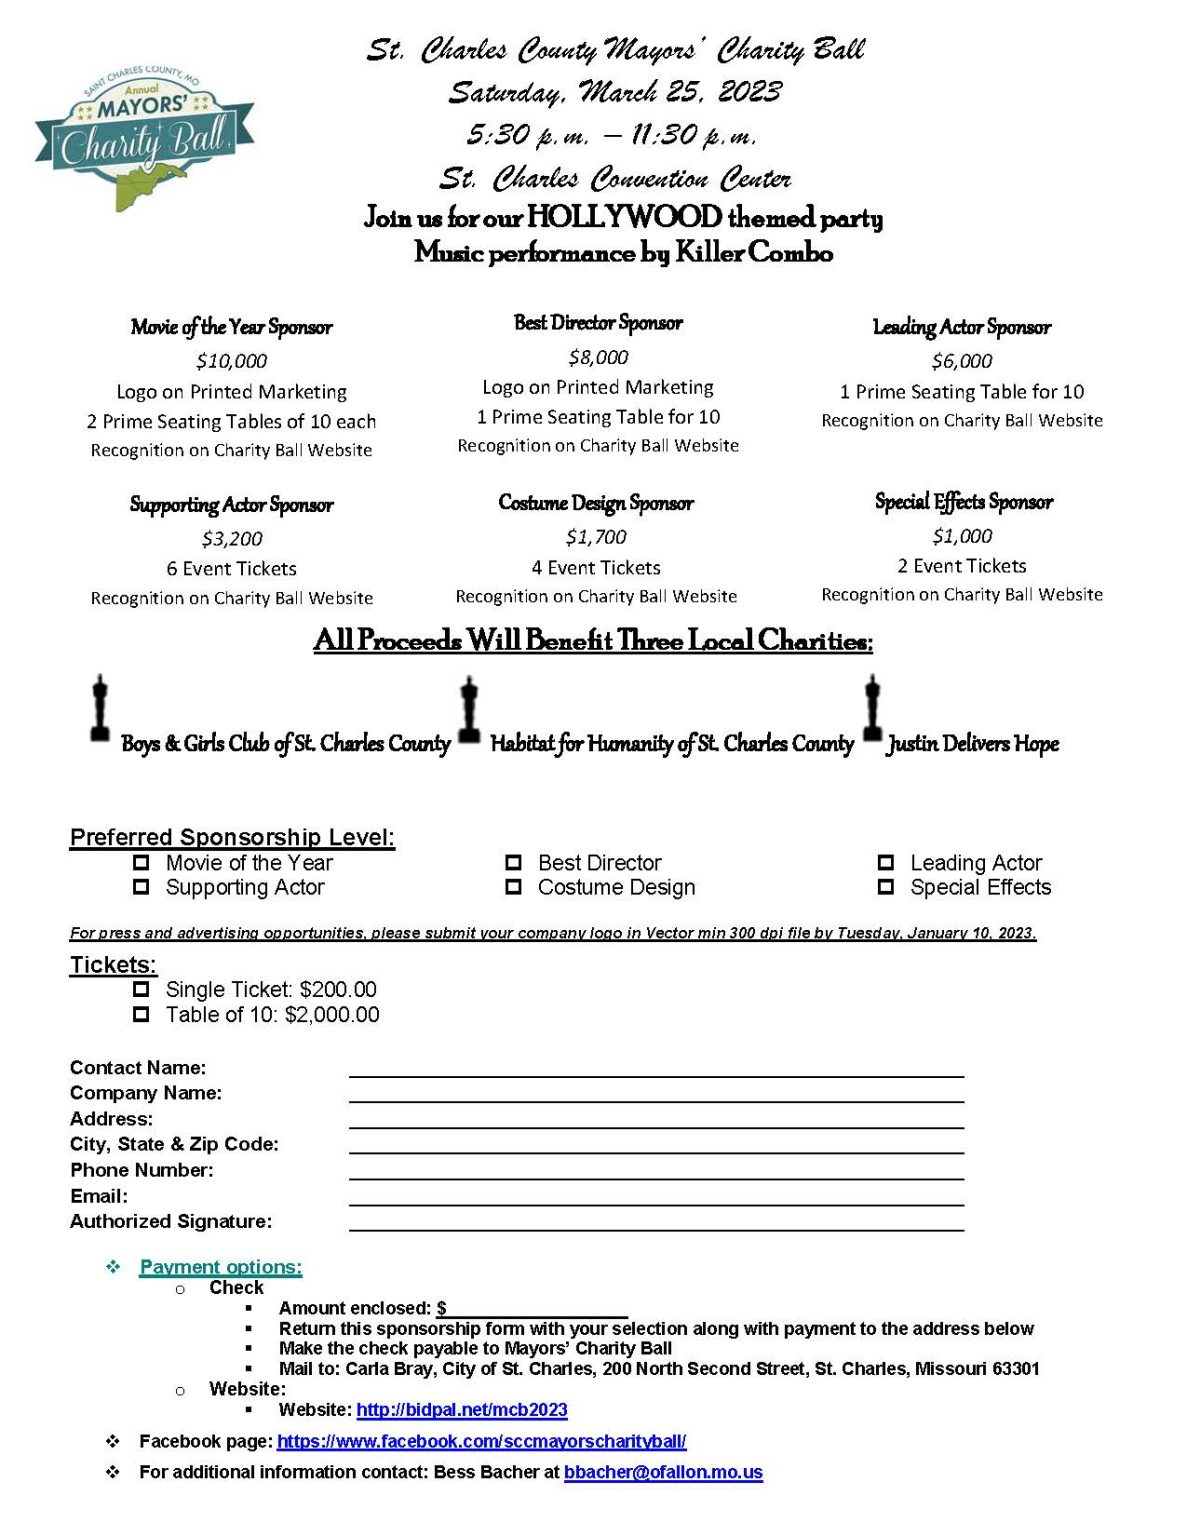 SAINT CHARLES COUNTY, MO
Annual
MAYORS'
Charity Ball
St. Charles County Mayors' Charity Ball
Saturday, March 25, 2023
5:30 p.m. – 11:30 p.m.
St. Charles Convention Center
Join us for our HOLLYWOOD themed party
Music performance by Killer Combo
Movie of the Year Sponsor
$10,000
Logo on Printed Marketing
2 Prime Seating Tables of 10 each
Recognition on Charity Ball Website
Best Director Sponsor
$8,000
Logo on Printed Marketing
1 Prime Seating Table for 10
Recognition on Charity Ball Website
Leading Actor Sponsor
$6,000
1 Prime Seating Table for 10
Recognition on Charity Ball Website
Supporting Actor Sponsor
$3,200
6 Event Tickets
Recognition on Charity Ball Website
Costume Design Sponsor
$1,700
4 Event Tickets
Recognition on Charity Ball Website
Special Effects Sponsor
$1,000
2 Event Tickets
Recognition on Charity Ball Website
All Proceeds Will Benefit Three Local Charities:
Boys & Girls Club of St. Charles County Habitat for Humanity of St. Charles County Justin Delivers Hope
Preferred Sponsorship Level:
☐ Movie of the Year ☐ Best Director ☐ Leading Actor
☐ Supporting Actor ☐ Costume Design ☐ Special Effects
For press and advertising opportunities, please submit your company logo in Vector min 300 dpi file by Tuesday, January 10, 2023.
Tickets:
☐ Single Ticket: $200.00
☐ Table of 10: $2,000.00
Contact Name:
Company Name:
Address:
City, State & Zip Code:
Phone Number:
Email:
Authorized Signature:
❖ Payment options:
o Check
▪ Amount enclosed: $
▪ Return this sponsorship form with your selection along with payment to the address below
▪ Make the check payable to Mayors' Charity Ball
▪ Mail to: Carla Bray, City of St. Charles, 200 North Second Street, St. Charles, Missouri 63301
o Website:
▪ Website: http://bidpal.net/mcb2023
❖ Facebook page: https://www.facebook.com/sccmayorscharityball/
❖ For additional information contact: Bess Bacher at bbacher@ofallon.mo.us